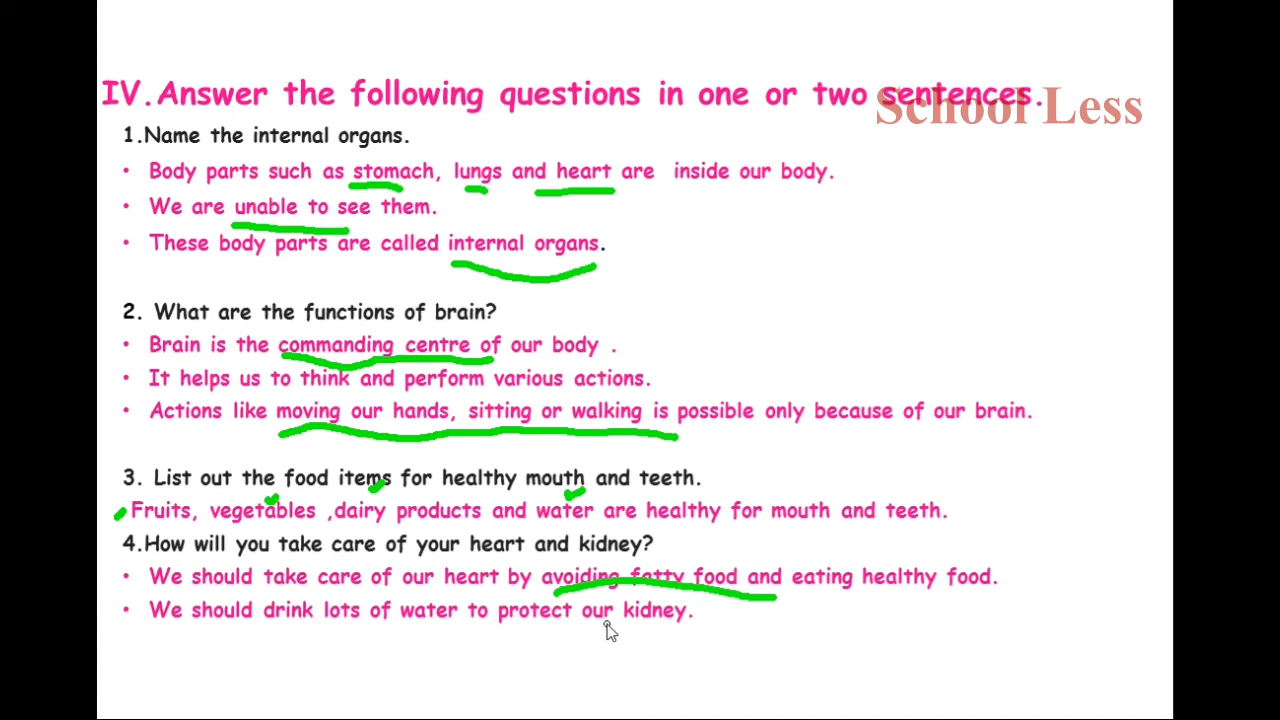 IV.Answer the following questions in one or two sentences.
School Less
1.Name the internal organs.
• Body parts such as stomach, lungs and heart are inside our body.
• We are unable to see them.
• These body parts are called internal organs.
2. What are the functions of brain?
• Brain is the commanding centre of our body .
• It helps us to think and perform various actions.
• Actions like moving our hands, sitting or walking is possible only because of our brain.
3. List out the food items for healthy mouth and teeth.
Fruits, vegetables ,dairy products and water are healthy for mouth and teeth.
4.How will you take care of your heart and kidney?
• We should take care of our heart by avoiding fatty food and eating healthy food.
• We should drink lots of water to protect our kidney.